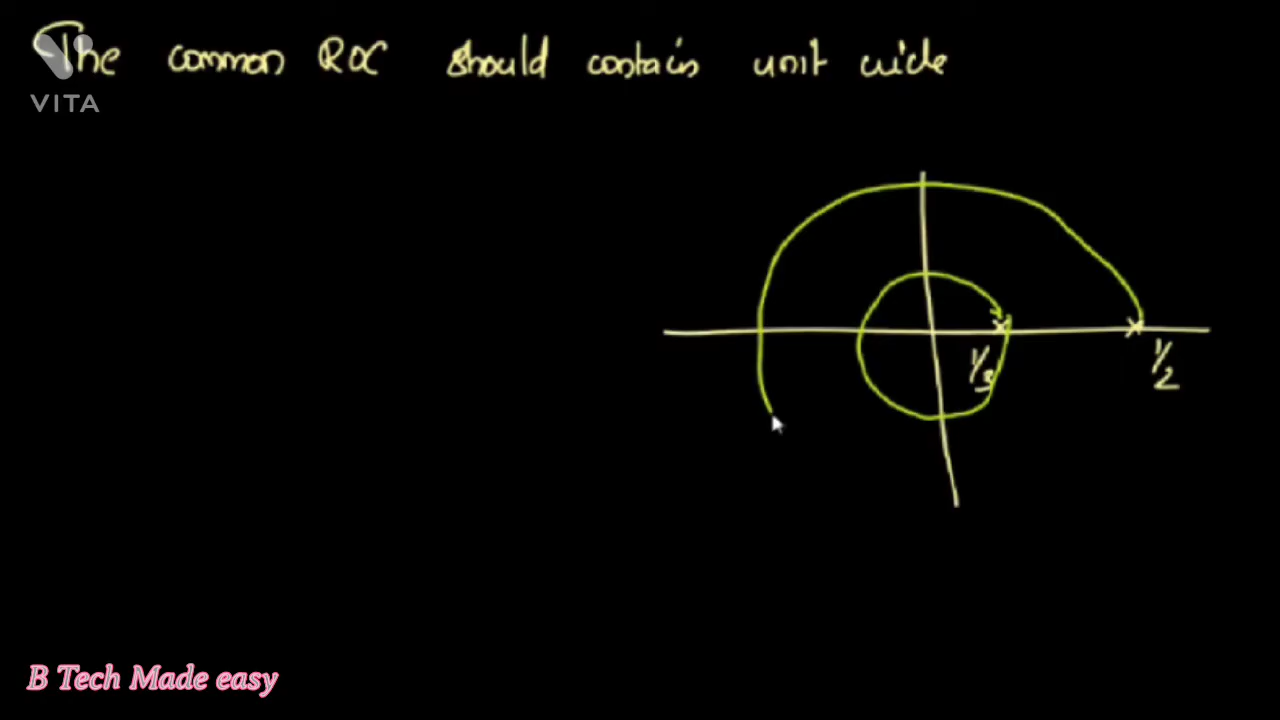 The common ROC should contain unit circle
VITA
1/3
1/2
B Tech Made easy